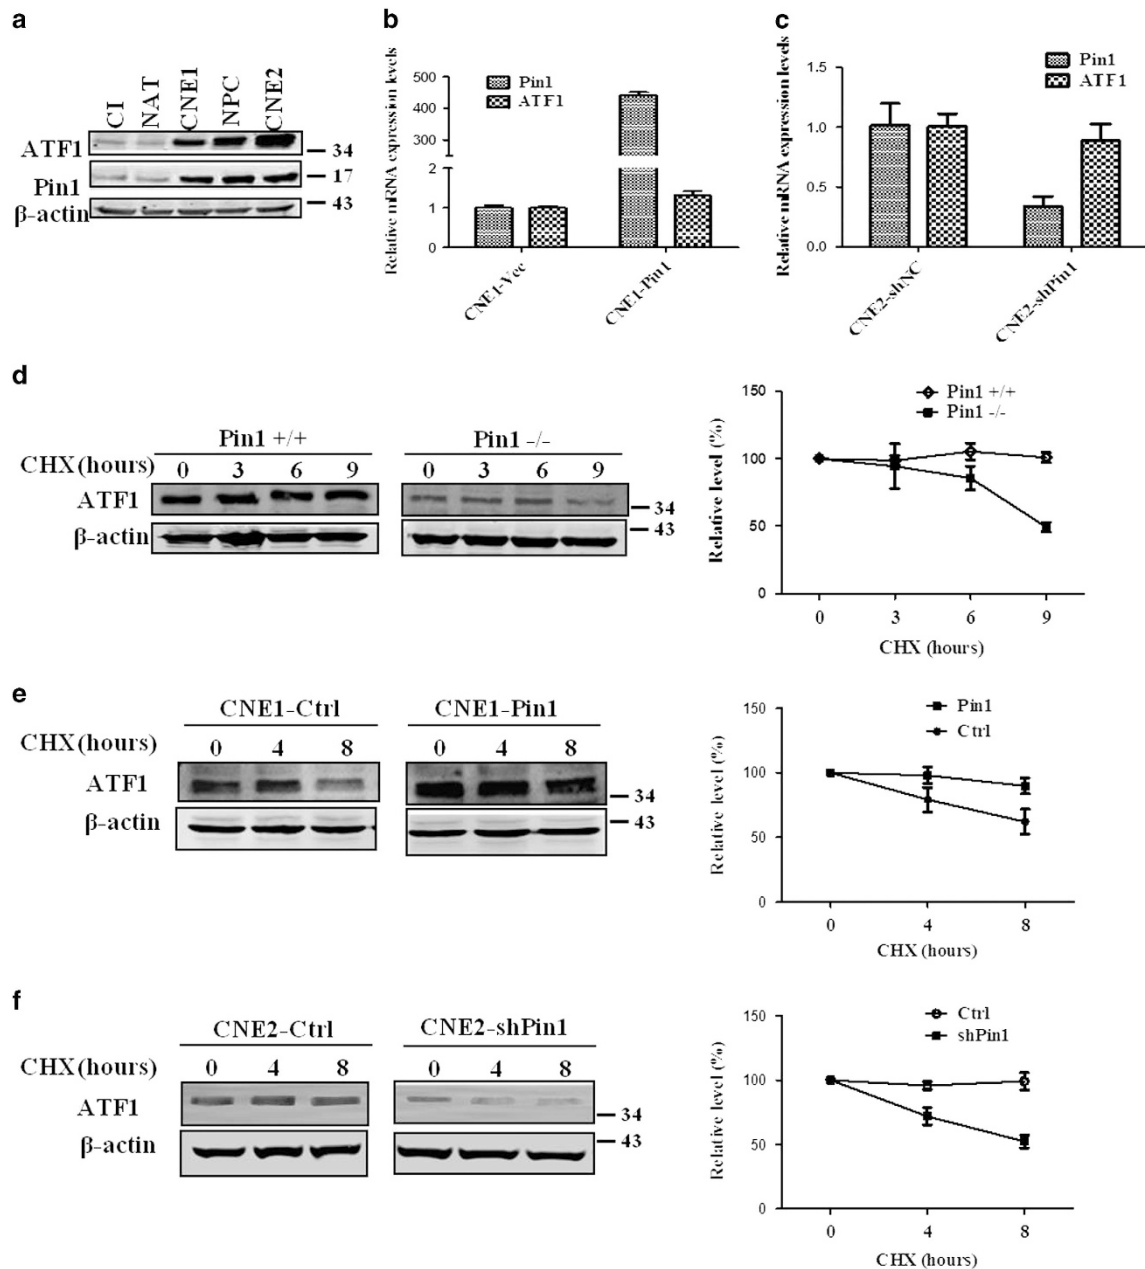 a
CI NAT CNE1 NPC CNE2
ATF1
34
Pin1
17
β-actin
43
b
Relative mRNA expression levels
500
400
300
200
2
1
0
Pin1
ATF1
CNE1-Vec
CNE1-Pin1
c
Relative mRNA expression levels
1.5
1.0
0.5
0.0
Pin1
ATF1
CNE2-shNC
CNE2-shPin1
d
Pin1 +/+ Pin1 -/-
CHX (hours) 0 3 6 9 0 3 6 9
ATF1
34
β-actin
43
Relative level (%)
150
100
50
0
Pin1 +/+
Pin1 -/-
0 3 6 9
CHX (hours)
e
CNE1-Ctrl CNE1-Pin1
CHX (hours) 0 4 8 0 4 8
ATF1
34
β-actin
43
Relative level (%)
150
100
50
0
Pin1
Ctrl
0 4 8
CHX (hours)
f
CNE2-Ctrl CNE2-shPin1
CHX (hours) 0 4 8 0 4 8
ATF1
34
β-actin
43
Relative level (%)
150
100
50
0
Ctrl
shPin1
0 4 8
CHX (hours)